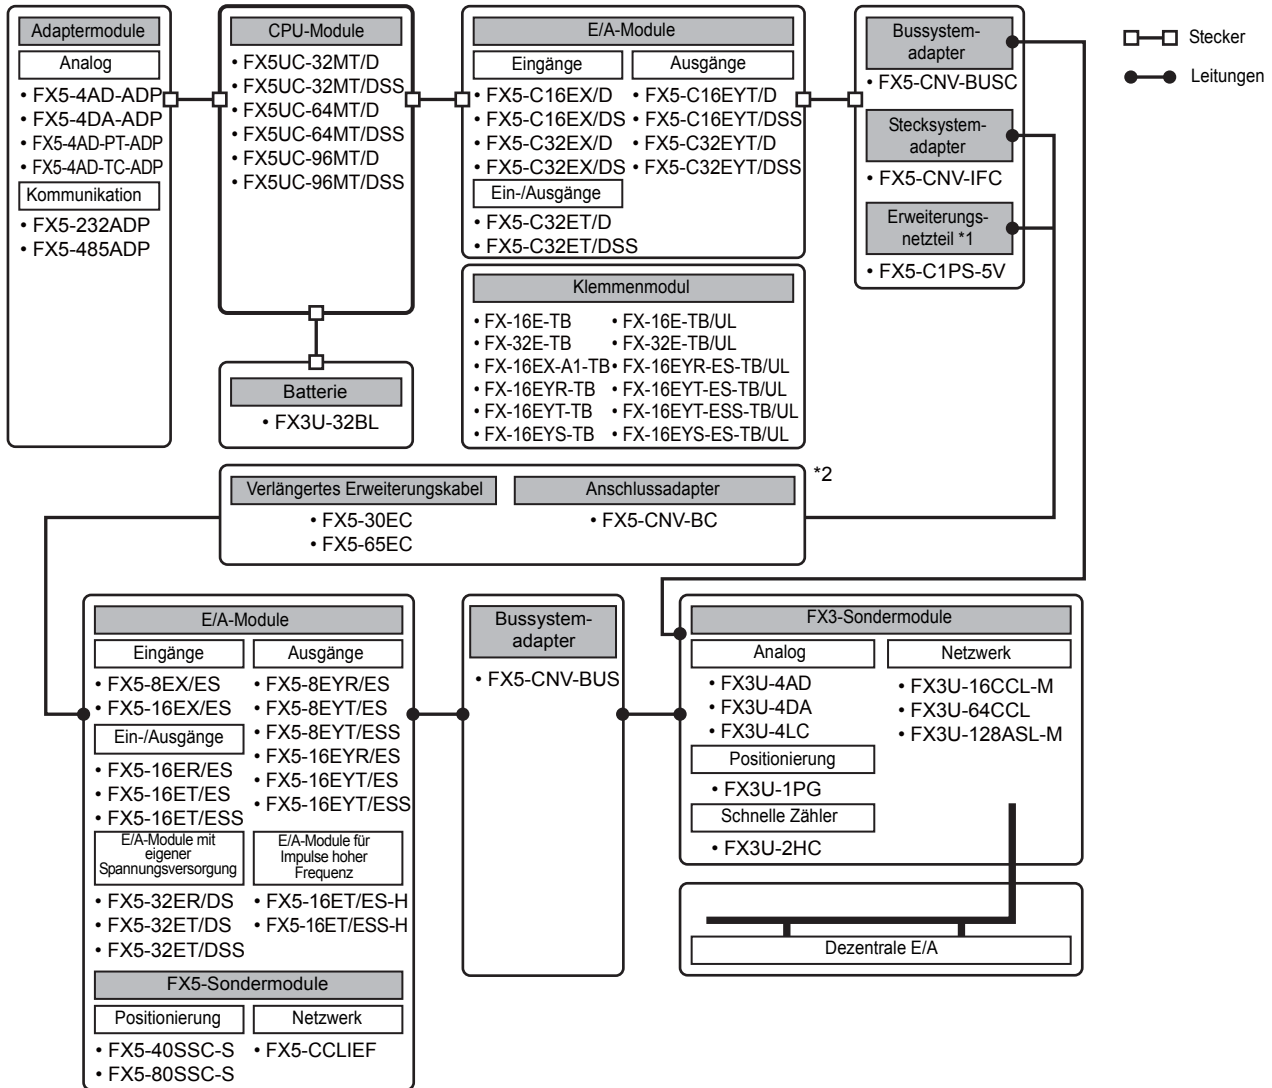 Adaptermodule
Analog
• FX5-4AD-ADP
• FX5-4DA-ADP
• FX5-4AD-PT-ADP
• FX5-4AD-TC-ADP
Kommunikation
• FX5-232ADP
• FX5-485ADP
CPU-Module
• FX5UC-32MT/D
• FX5UC-32MT/DSS
• FX5UC-64MT/D
• FX5UC-64MT/DSS
• FX5UC-96MT/D
• FX5UC-96MT/DSS
Batterie
• FX3U-32BL
E/A-Module
Eingänge
• FX5-C16EX/D
• FX5-C16EX/DS
• FX5-C32EX/D
• FX5-C32EX/DS
Ausgänge
• FX5-C16EYT/D
• FX5-C16EYT/DSS
• FX5-C32EYT/D
• FX5-C32EYT/DSS
Ein-/Ausgänge
• FX5-C32ET/D
• FX5-C32ET/DSS
Klemmenmodul
• FX-16E-TB
• FX-32E-TB
• FX-16EX-A1-TB
• FX-16EYR-TB
• FX-16EYT-TB
• FX-16EYS-TB
• FX-16E-TB/UL
• FX-32E-TB/UL
• FX-16EYR-ES-TB/UL
• FX-16EYT-ES-TB/UL
• FX-16EYT-ESS-TB/UL
• FX-16EYS-ES-TB/UL
Bussystem-
adapter
• FX5-CNV-BUSC
Stecksystem-
adapter
• FX5-CNV-IFC
Erweiterungs-
netzteil *1
• FX5-C1PS-5V
Stecker
Leitungen
Verlängertes Erweiterungskabel
• FX5-30EC
• FX5-65EC
Anschlussadapter
• FX5-CNV-BC
*2
E/A-Module
Eingänge
• FX5-8EX/ES
• FX5-16EX/ES
Ein-/Ausgänge
• FX5-16ER/ES
• FX5-16ET/ES
• FX5-16ET/ESS
Ausgänge
• FX5-8EYR/ES
• FX5-8EYT/ES
• FX5-8EYT/ESS
• FX5-16EYR/ES
• FX5-16EYT/ES
• FX5-16EYT/ESS
E/A-Module mit
eigener
Spannungsversorgung
• FX5-32ER/DS
• FX5-32ET/DS
• FX5-32ET/DSS
E/A-Module für
Impulse hoher
Frequenz
• FX5-16ET/ES-H
• FX5-16ET/ESS-H
FX5-Sondermodule
Positionierung
• FX5-40SSC-S
• FX5-80SSC-S
Netzwerk
• FX5-CCLIEF
Bussystem-
adapter
• FX5-CNV-BUS
FX3-Sondermodule
Analog
• FX3U-4AD
• FX3U-4DA
• FX3U-4LC
Positionierung
• FX3U-1PG
Schnelle Zähler
• FX3U-2HC
Netzwerk
• FX3U-16CCL-M
• FX3U-64CCL
• FX3U-128ASL-M
Dezentrale E/A